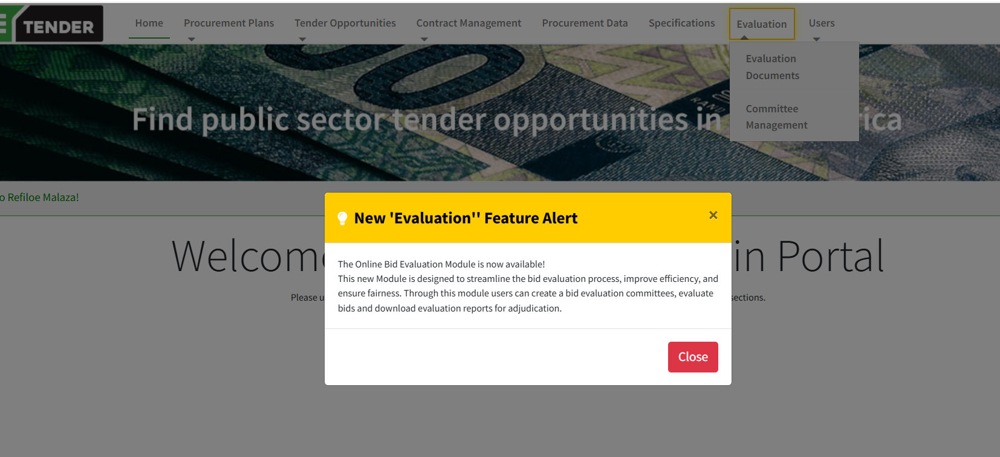 TENDER
Home Procurement Plans Tender Opportunities Contract Management Procurement Data Specifications Evaluation Users
Evaluation
Documents
Committee
Management
Find public sector tender opportunities in
o Refiloe Malaza!
New 'Evaluation'' Feature Alert ×
Welcom in Portal
The Online Bid Evaluation Module is now available!
This new Module is designed to streamline the bid evaluation process, improve efficiency, and
ensure fairness. Through this module users can create a bid evaluation committees, evaluate
bids and download evaluation reports for adjudication.
Please u sections.
Close